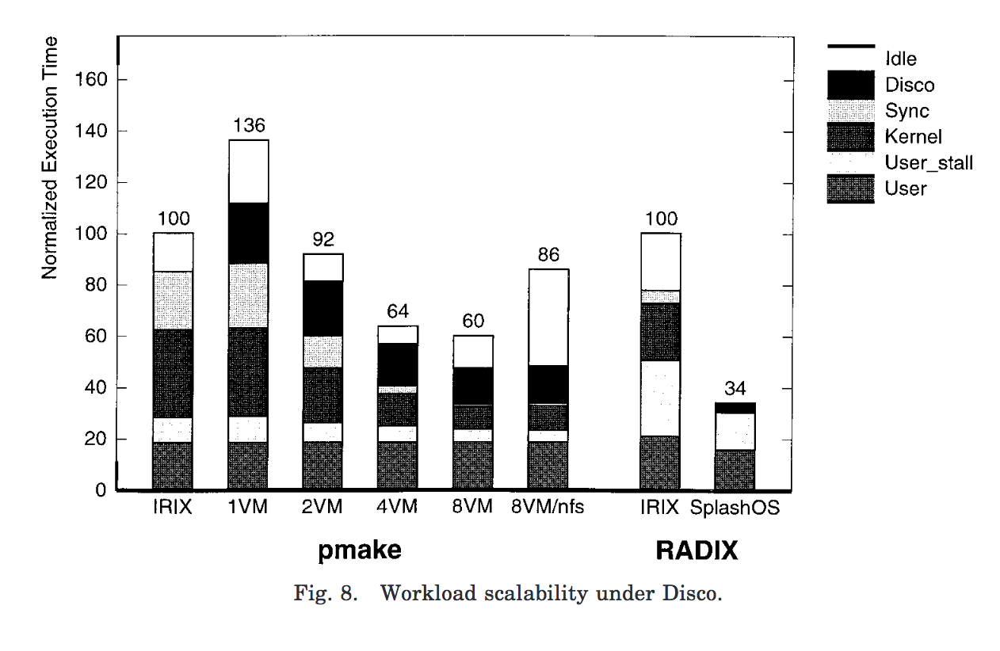 Normalized Execution Time
160
140
120
100
80
60
40
20
0
100
136
92
64
60
86
100
34
IRIX 1VM 2VM 4VM 8VM 8VM/nfs IRIX SplashOS
pmake RADIX
Idle
Disco
Sync
Kernel
User_stall
User
Fig. 8. Workload scalability under Disco.